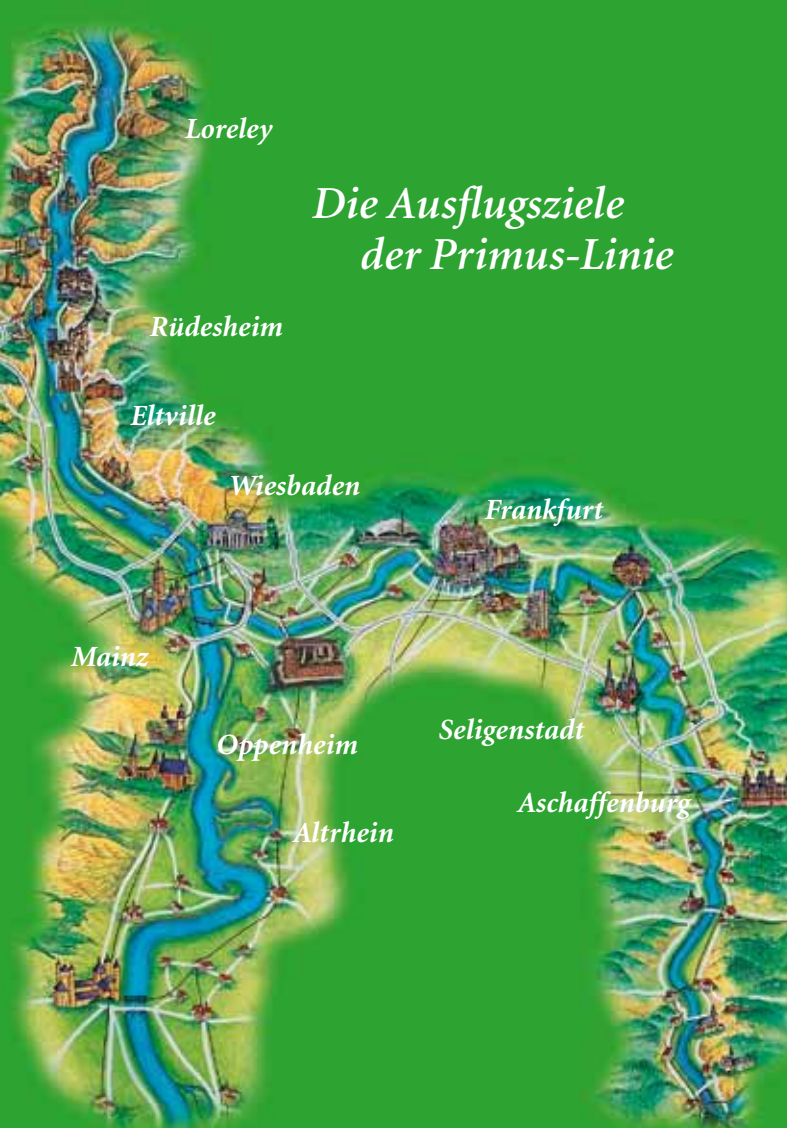 Loreley
Die Ausflugsziele
der Primus-Linie
Rüdesheim
Eltville
Wiesbaden
Frankfurt
Mainz
Seligenstadt
Oppenheim
Aschaffenburg
Altrhein